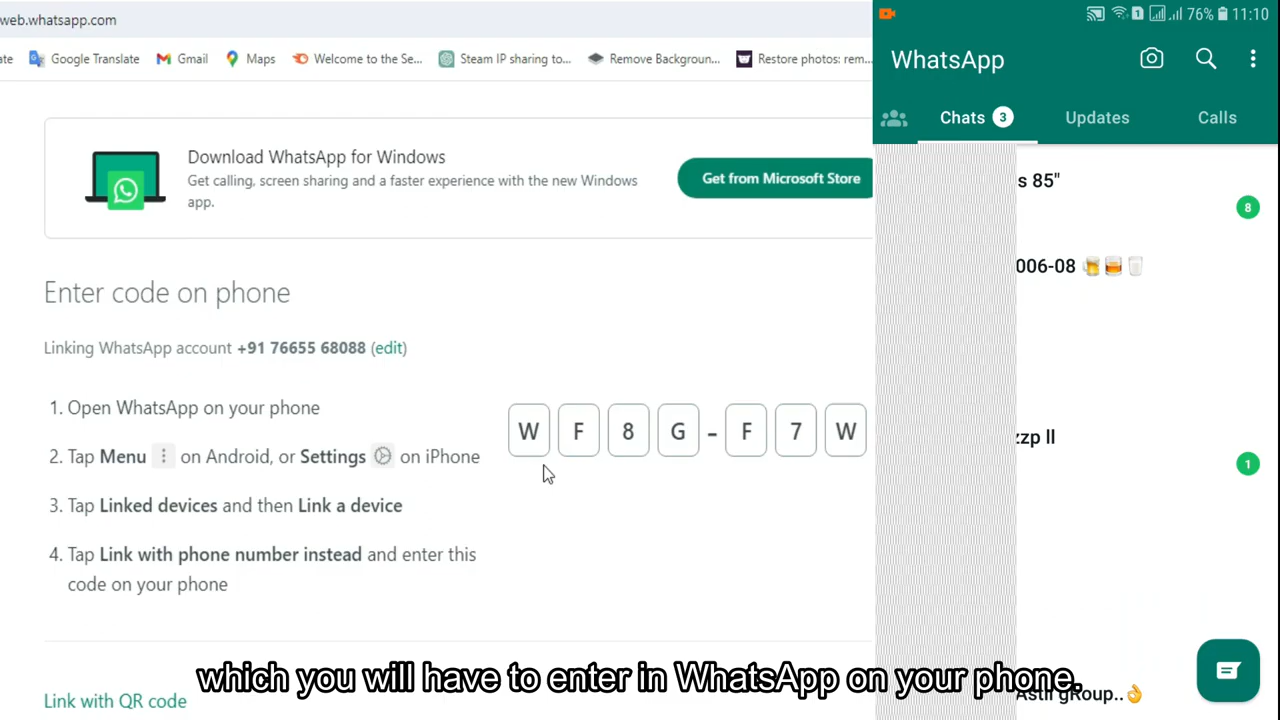 web.whatsapp.com
Google Translate
Gmail
Maps
Welcome to the Se...
Steam IP sharing to...
Remove Backgroun...
Restore photos: rem...
Download WhatsApp for Windows
Get calling, screen sharing and a faster experience with the new Windows
app.
Get from Microsoft Store
Enter code on phone
Linking WhatsApp account +91 76655 68088 (edit)
1. Open WhatsApp on your phone
2. Tap Menu on Android, or Settings on iPhone
3. Tap Linked devices and then Link a device
4. Tap Link with phone number instead and enter this
code on your phone
W F 8 G - F 7 W
Link with QR code
76% 11:10
WhatsApp
Chats 3 Updates Calls
s 85"
8
006-08 🍺🥃🥛
zzp ll
1
Astif gRoup..👌
which you will have to enter in WhatsApp on your phone.